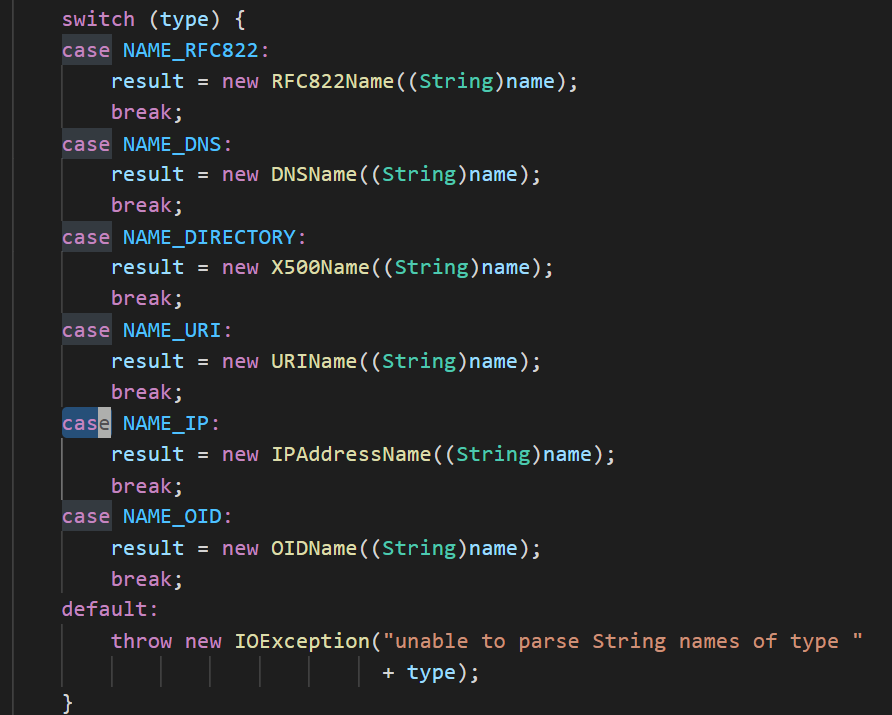 switch (type) {
case NAME_RFC822:
    result = new RFC822Name((String)name);
    break;
case NAME_DNS:
    result = new DNSName((String)name);
    break;
case NAME_DIRECTORY:
    result = new X500Name((String)name);
    break;
case NAME_URI:
    result = new URIName((String)name);
    break;
case NAME_IP:
    result = new IPAddressName((String)name);
    break;
case NAME_OID:
    result = new OIDName((String)name);
    break;
default:
    throw new IOException("unable to parse String names of type "
                          + type);
}